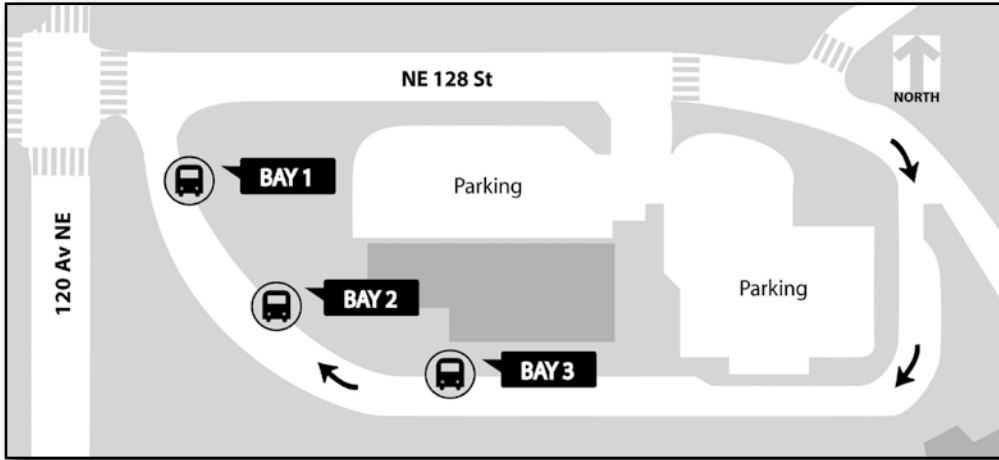 NE 128 St
NORTH
BAY 1
Parking
120 Av NE
BAY 2
Parking
BAY 3